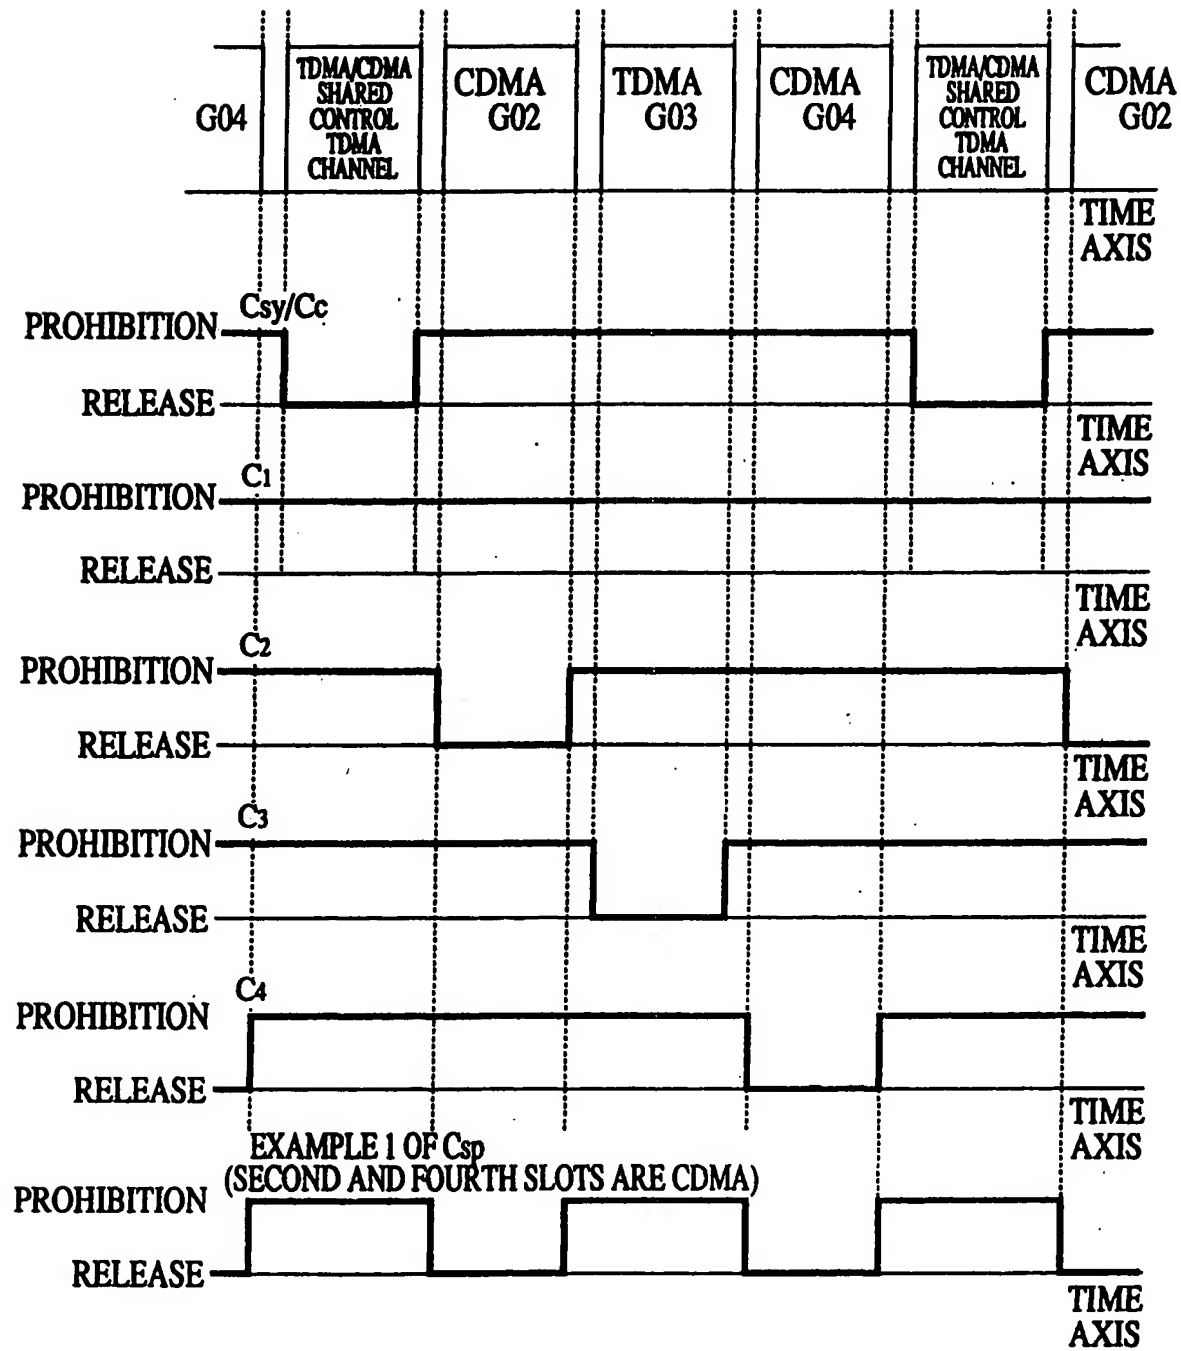 G04
TDMA/CDMA
SHARED
CONTROL
TDMA
CHANNEL
CDMA
G02
TDMA
G03
CDMA
G04
TDMA/CDMA
SHARED
CONTROL
TDMA
CHANNEL
CDMA
G02
TIME
AXIS
Csy/Cc
PROHIBITION
RELEASE
TIME
AXIS
C1
PROHIBITION
RELEASE
TIME
AXIS
C2
PROHIBITION
RELEASE
TIME
AXIS
C3
PROHIBITION
RELEASE
TIME
AXIS
C4
PROHIBITION
RELEASE
TIME
AXIS
EXAMPLE 1 OF Csp
(SECOND AND FOURTH SLOTS ARE CDMA)
PROHIBITION
RELEASE
TIME
AXIS